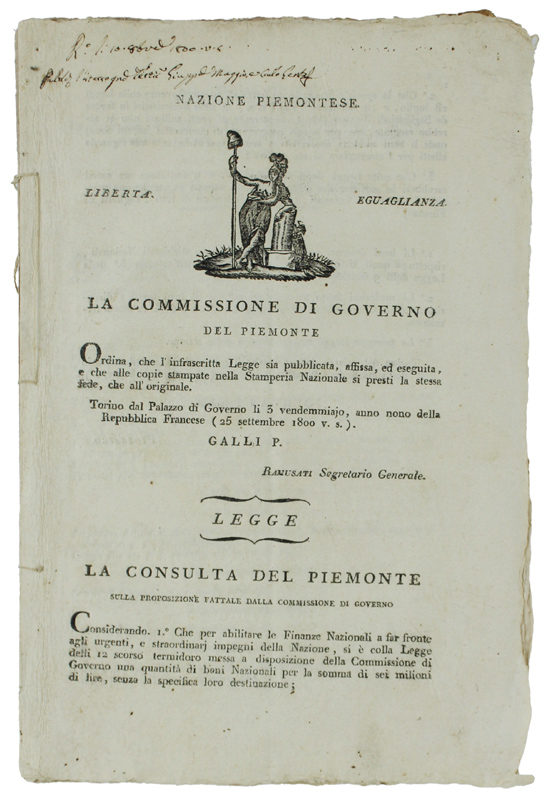 NAZIONE PIEMONTESE.
LIBERTA. EGUAGLIANZA.
LA COMMISSIONE DI GOVERNO
DEL PIEMONTE
Ordina, che l'infrascritta Legge sia pubblicata, affissa, ed eseguita,
e che alle copie stampate nella Stamperia Nazionale si presti la stessa
fede, che all'originale.
Torino dal Palazzo di Governo li 3 vendemmiajo, anno nono della
Repubblica Francese (25 settembre 1800 v. s.).
GALLI P.
RAMUSATI Segretario Generale.
LEGGE
LA CONSULTA DEL PIEMONTE
SULLA PROPOSIZIONE FATTALE DALLA COMMISSIONE DI GOVERNO
Considerando. 1.° Che per abilitare le Finanze Nazionali a far fronte
agli urgenti, e straordinarj impegni della Nazione, si è colla Legge
delli 12 scorso termidoro messa a disposizione della Commissione di
Governo una quantità di boni Nazionali per la somma di sei milioni
di lire, senza la specifica loro destinazione;